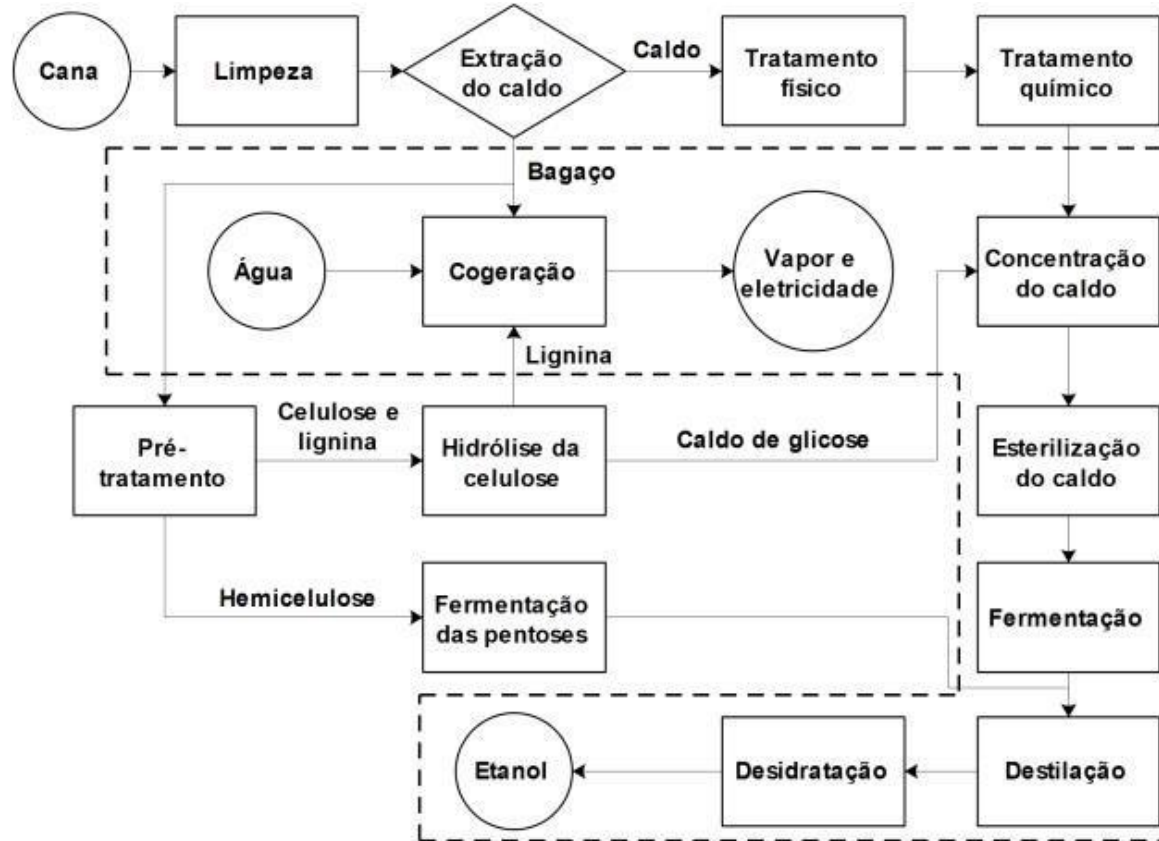 Cana
Limpeza
Extração
do caldo
Caldo
Tratamento
físico
Tratamento
químico
Bagaço
Água
Cogeração
Vapor e
eletricidade
Concentração
do caldo
Lignina
Pré-
tratamento
Celulose e
lignina
Hidrólise da
celulose
Caldo de glicose
Esterilização
do caldo
Hemicelulose
Fermentação
das pentoses
Fermentação
Etanol
Desidratação
Destilação